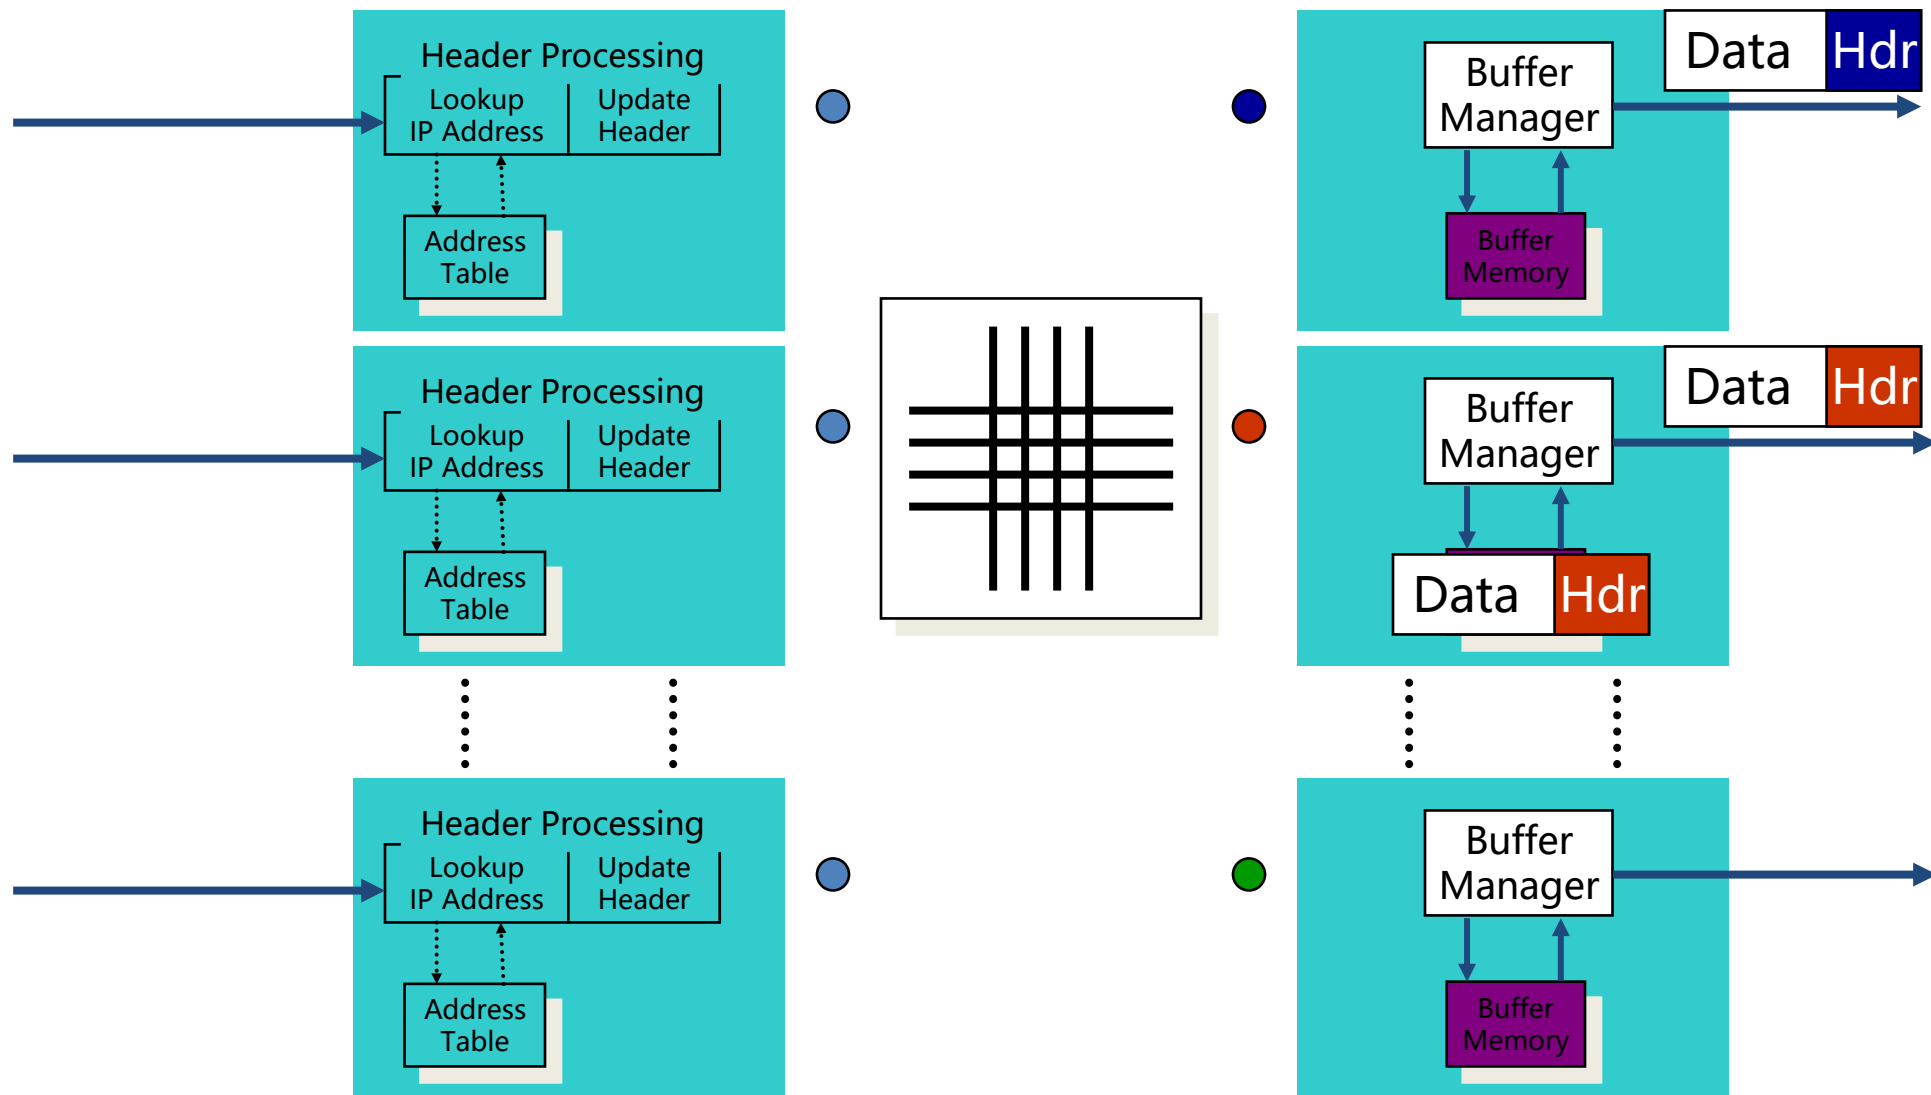 Header Processing
Lookup
IP Address
Update
Header
Address
Table
Buffer
Manager
Buffer
Memory
Data Hdr
Header Processing
Lookup
IP Address
Update
Header
Address
Table
Buffer
Manager
Data Hdr
Data Hdr
Header Processing
Lookup
IP Address
Update
Header
Address
Table
Buffer
Manager
Buffer
Memory